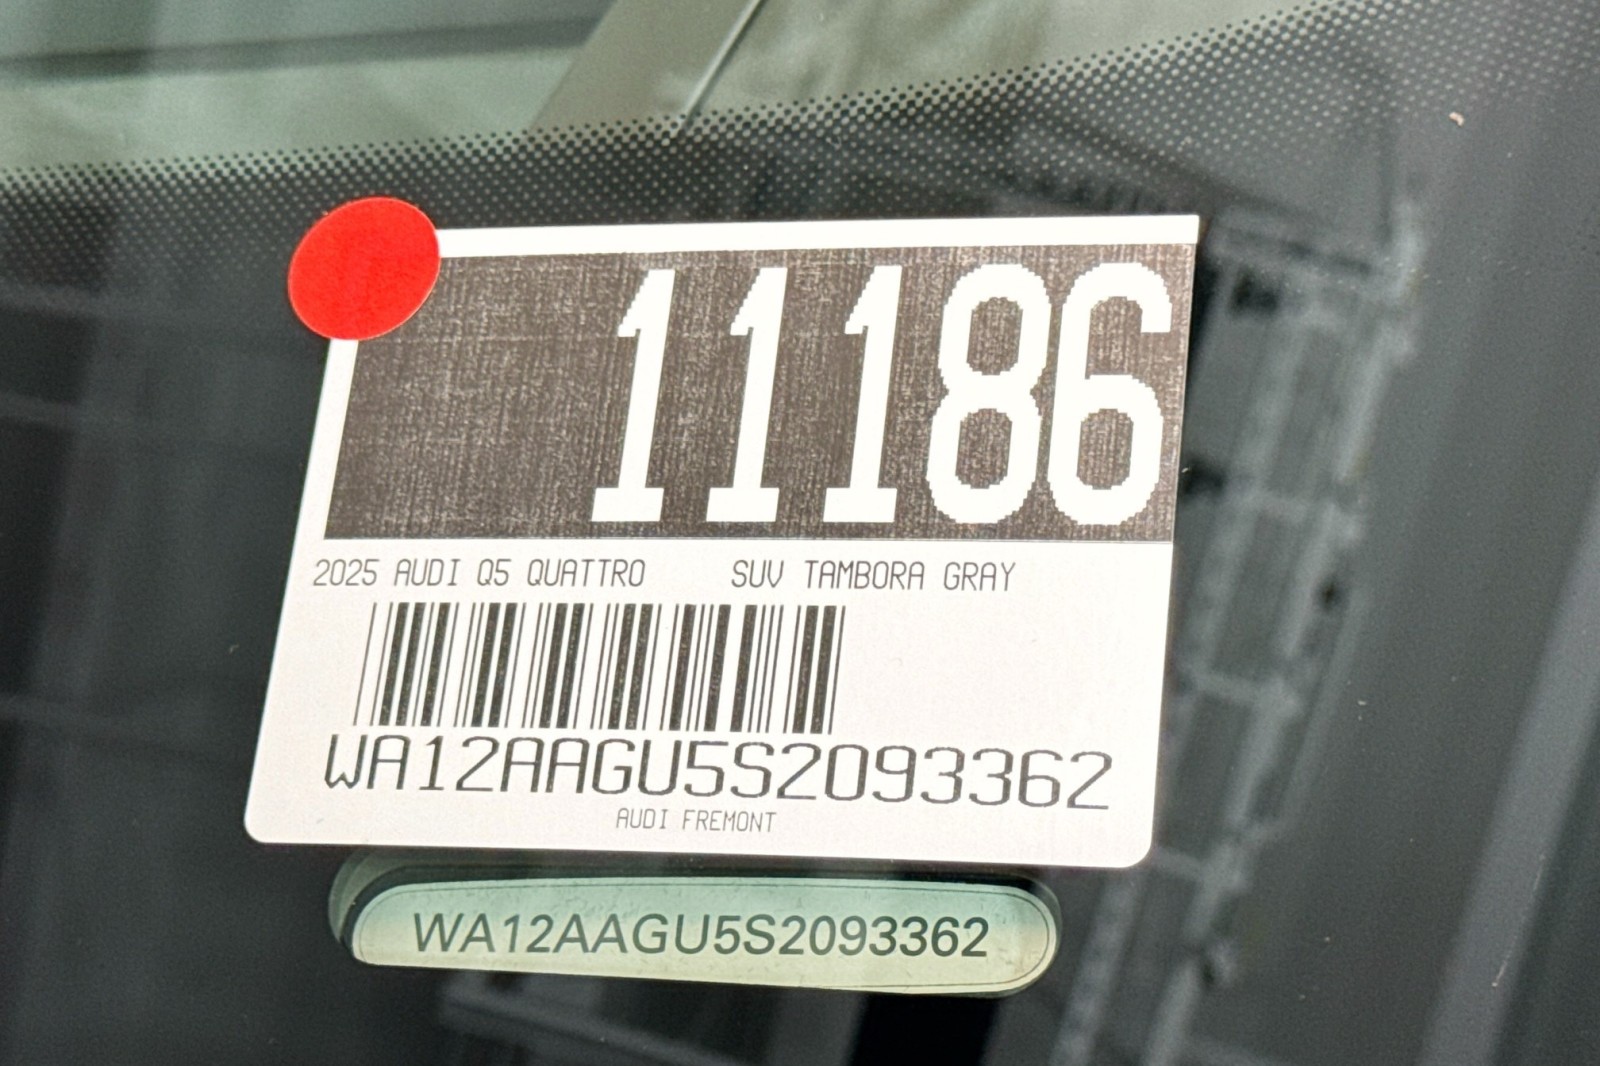 11186
2025 AUDI Q5 QUATTRO SUV TAMBORA GRAY
WA12AAGU5S2093362
AUDI FREMONT
WA12AAGU5S2093362